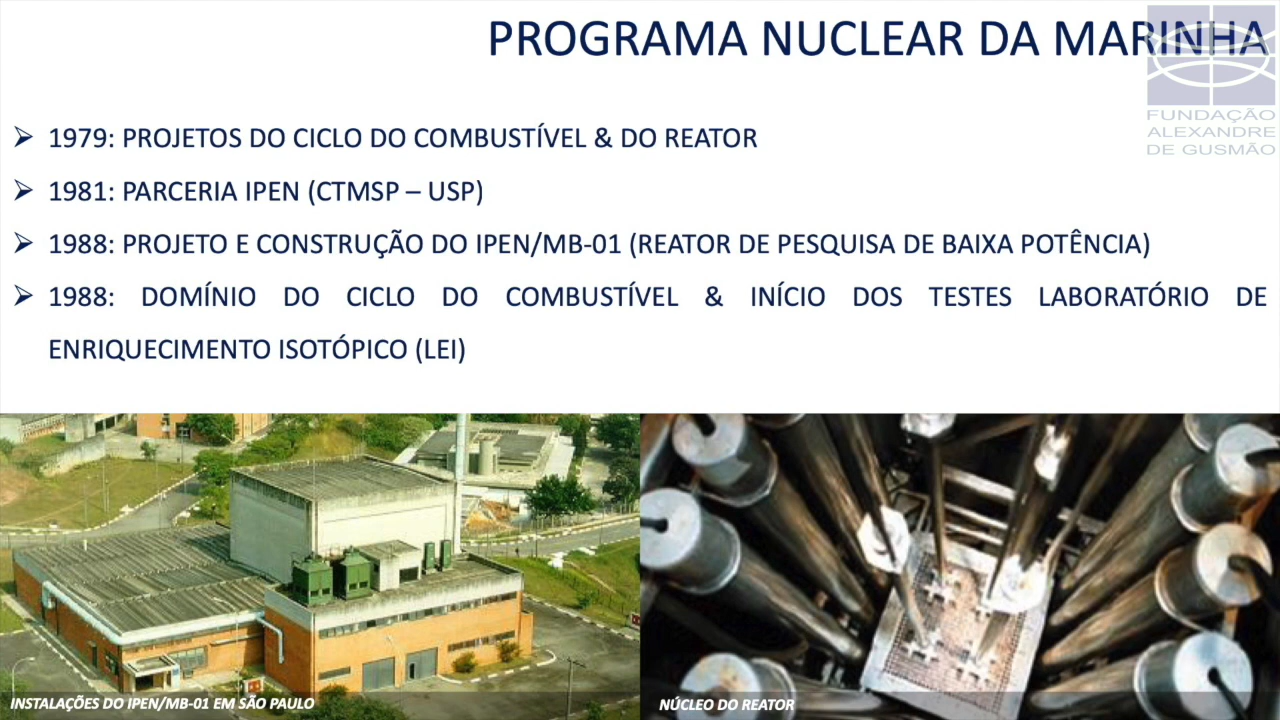 PROGRAMA NUCLEAR DA MARINHA
FUNDAÇÃO
ALEXANDRE
DE GUSMÃO
➢ 1979: PROJETOS DO CICLO DO COMBUSTÍVEL & DO REATOR
➢ 1981: PARCERIA IPEN (CTMSP – USP)
➢ 1988: PROJETO E CONSTRUÇÃO DO IPEN/MB-01 (REATOR DE PESQUISA DE BAIXA POTÊNCIA)
➢ 1988: DOMÍNIO DO CICLO DO COMBUSTÍVEL & INÍCIO DOS TESTES LABORATÓRIO DE
ENRIQUECIMENTO ISOTÓPICO (LEI)
INSTALAÇÕES DO IPEN/MB-01 EM SÃO PAULO
NÚCLEO DO REATOR